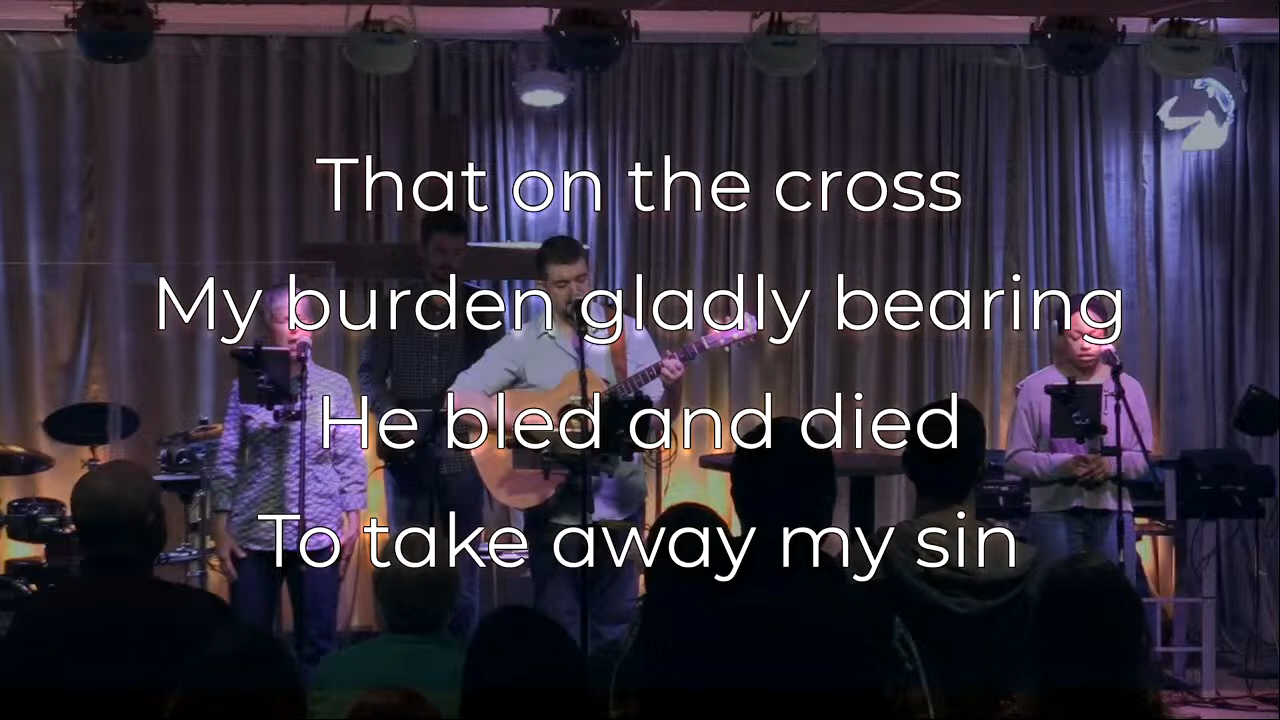 That on the cross
My burden gladly bearing
He bled and died
To take away my sin